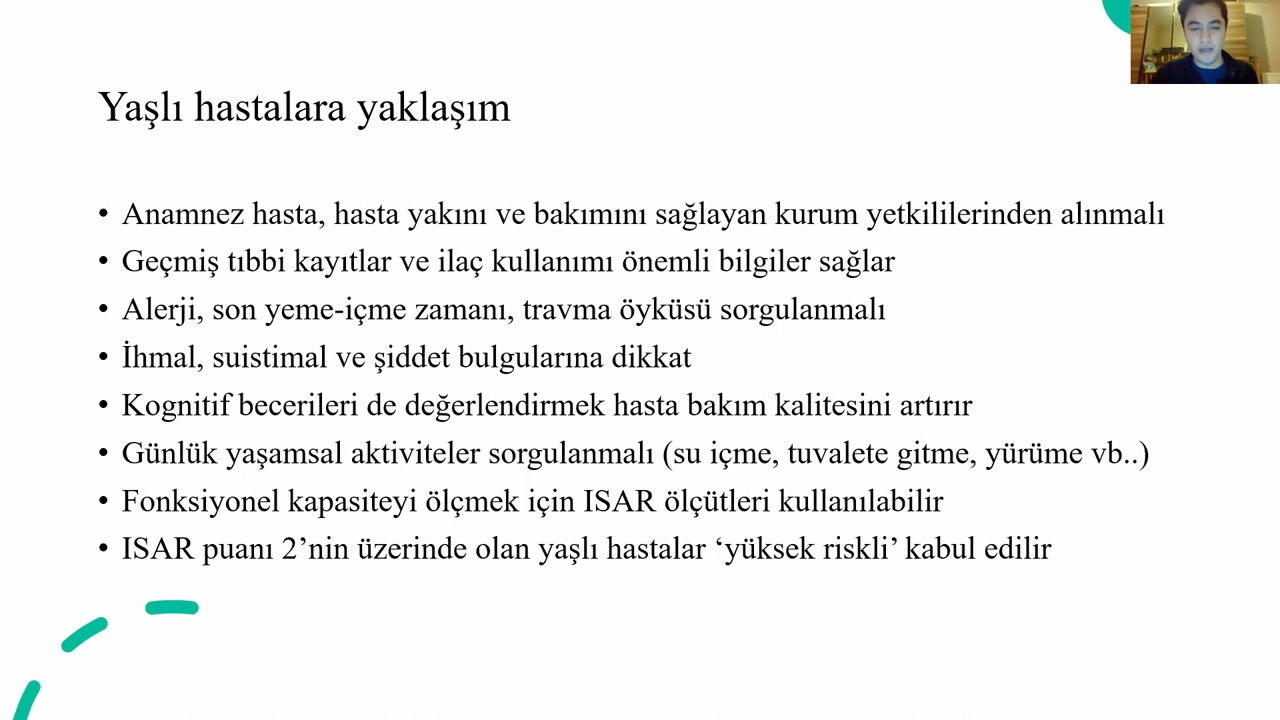 Yaşlı hastalara yaklaşım
• Anamnez hasta, hasta yakını ve bakımını sağlayan kurum yetkililerinden alınmalı
• Geçmiş tıbbi kayıtlar ve ilaç kullanımı önemli bilgiler sağlar
• Alerji, son yeme-içme zamanı, travma öyküsü sorgulanmalı
• İhmal, suistimal ve şiddet bulgularına dikkat
• Kognitif becerileri de değerlendirmek hasta bakım kalitesini artırır
• Günlük yaşamsal aktiviteler sorgulanmalı (su içme, tuvalete gitme, yürüme vb..)
• Fonksiyonel kapasiteyi ölçmek için ISAR ölçütleri kullanılabilir
• ISAR puanı 2’nin üzerinde olan yaşlı hastalar ‘yüksek riskli’ kabul edilir